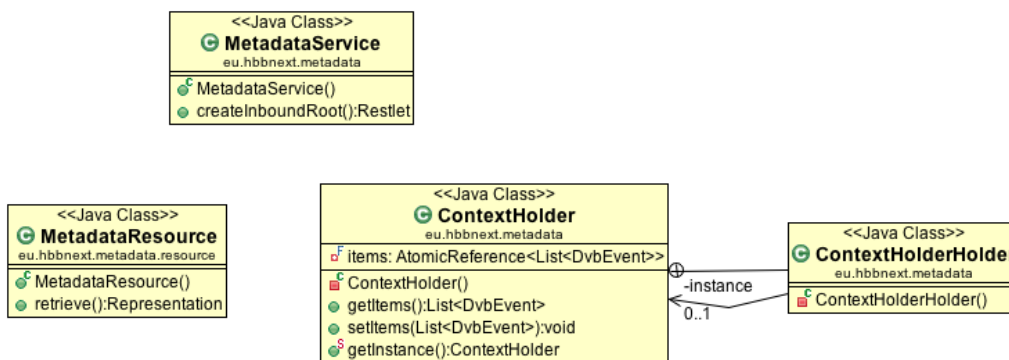 <<Java Class>>
MetadataService
eu.hbbnext.metadata
MetadataService()
createInboundRoot():Restlet
<<Java Class>>
MetadataResource
eu.hbbnext.metadata.resource
MetadataResource()
retrieve():Representation
<<Java Class>>
ContextHolder
eu.hbbnext.metadata
items: AtomicReference<List<DvbEvent>>
ContextHolder()
getItems():List<DvbEvent>
setItems(List<DvbEvent>):void
getInstance():ContextHolder
-instance
0..1
<<Java Class>>
ContextHolderHolder
eu.hbbnext.metadata
ContextHolderHolder()